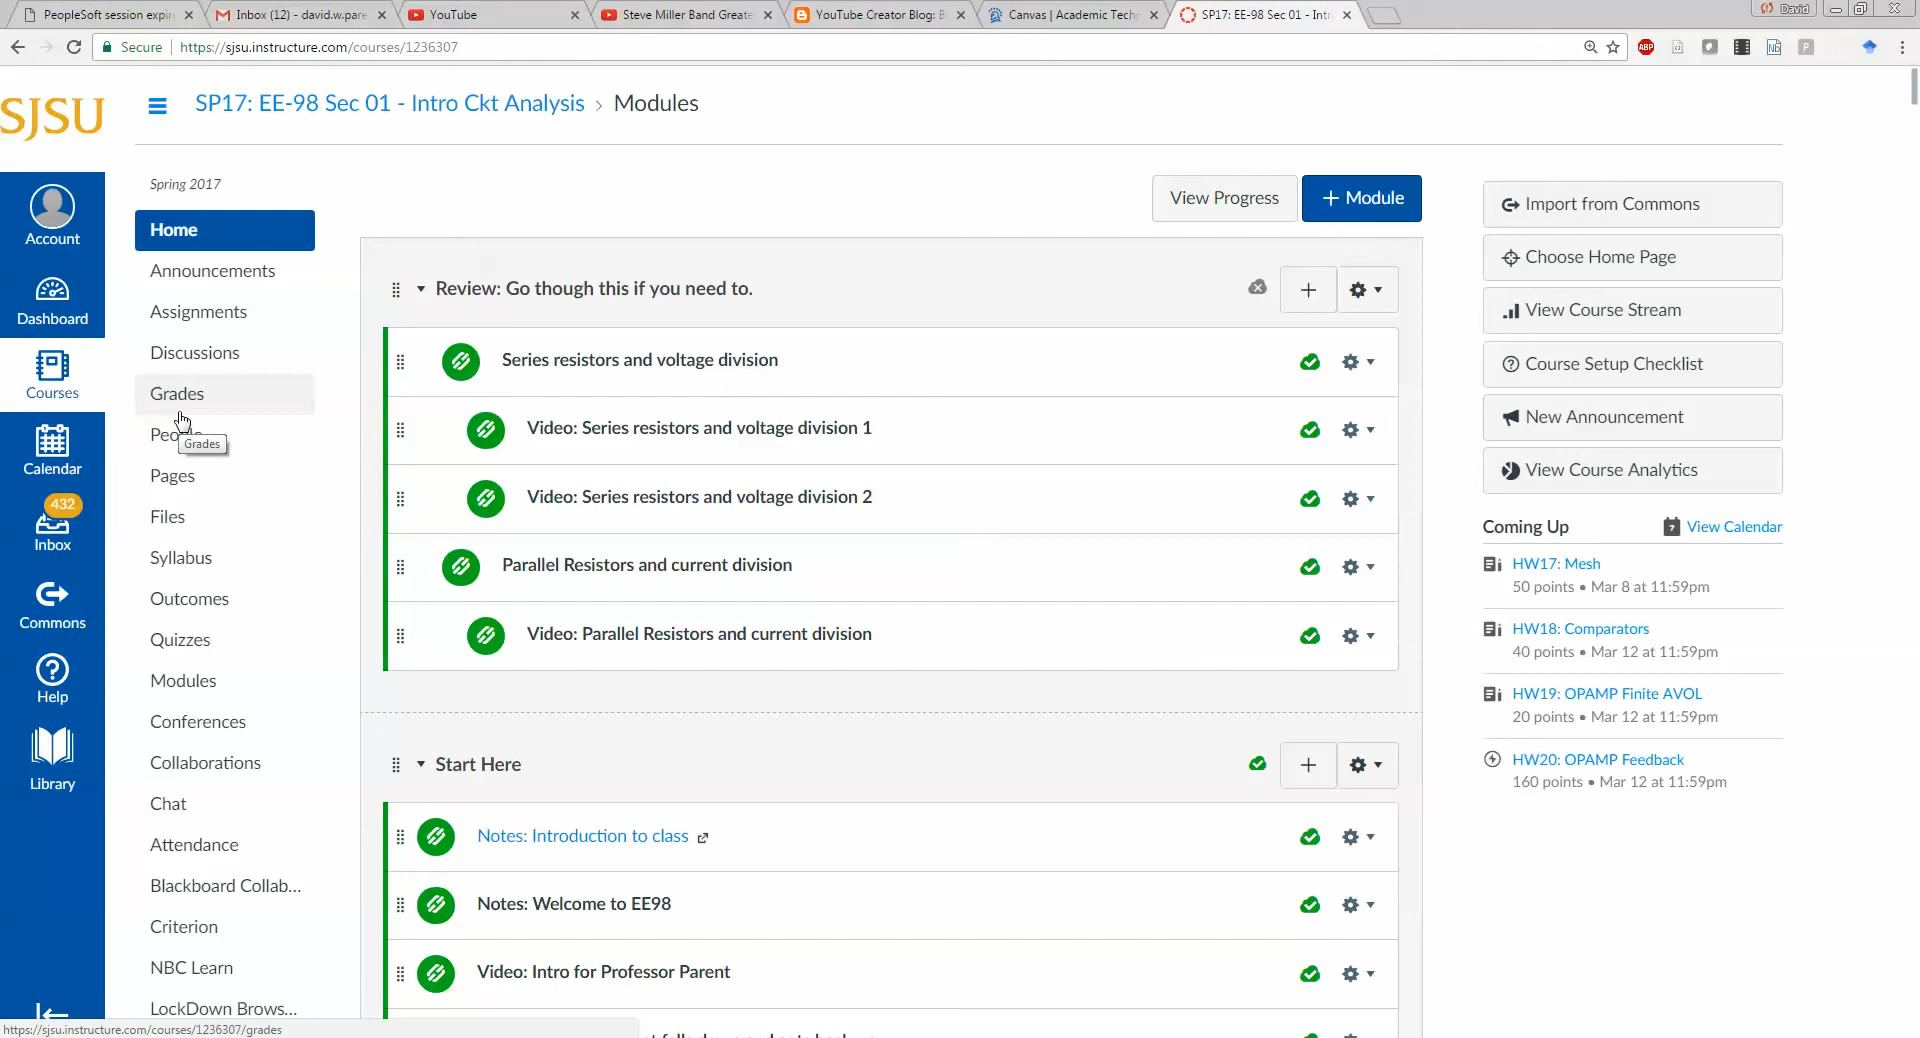 PeopleSoft session expir
Inbox (12) - david.w.pare
YouTube
Steve Miller Band Greate
YouTube Creator Blog: B
Canvas | Academic Tech
SP17: EE-98 Sec 01 - Intr
David
Secure
https://sjsu.instructure.com/courses/1236307
ABP
Nb
P
SJSU
SP17: EE-98 Sec 01 - Intro Ckt Analysis › Modules
Account
Dashboard
Courses
Calendar
432
Inbox
Commons
Help
Library
Spring 2017
Home
Announcements
Assignments
Discussions
Grades
Peo
Grades
Pages
Files
Syllabus
Outcomes
Quizzes
Modules
Conferences
Collaborations
Chat
Attendance
Blackboard Collab...
Criterion
NBC Learn
LockDown Brows...
View Progress
+ Module
Review: Go though this if you need to.
Series resistors and voltage division
Video: Series resistors and voltage division 1
Video: Series resistors and voltage division 2
Parallel Resistors and current division
Video: Parallel Resistors and current division
Start Here
Notes: Introduction to class
Notes: Welcome to EE98
Video: Intro for Professor Parent
Import from Commons
Choose Home Page
View Course Stream
Course Setup Checklist
New Announcement
View Course Analytics
Coming Up
7 View Calendar
HW17: Mesh
50 points • Mar 8 at 11:59pm
HW18: Comparators
40 points • Mar 12 at 11:59pm
HW19: OPAMP Finite AVOL
20 points • Mar 12 at 11:59pm
HW20: OPAMP Feedback
160 points • Mar 12 at 11:59pm
https://sjsu.instructure.com/courses/1236307/grades